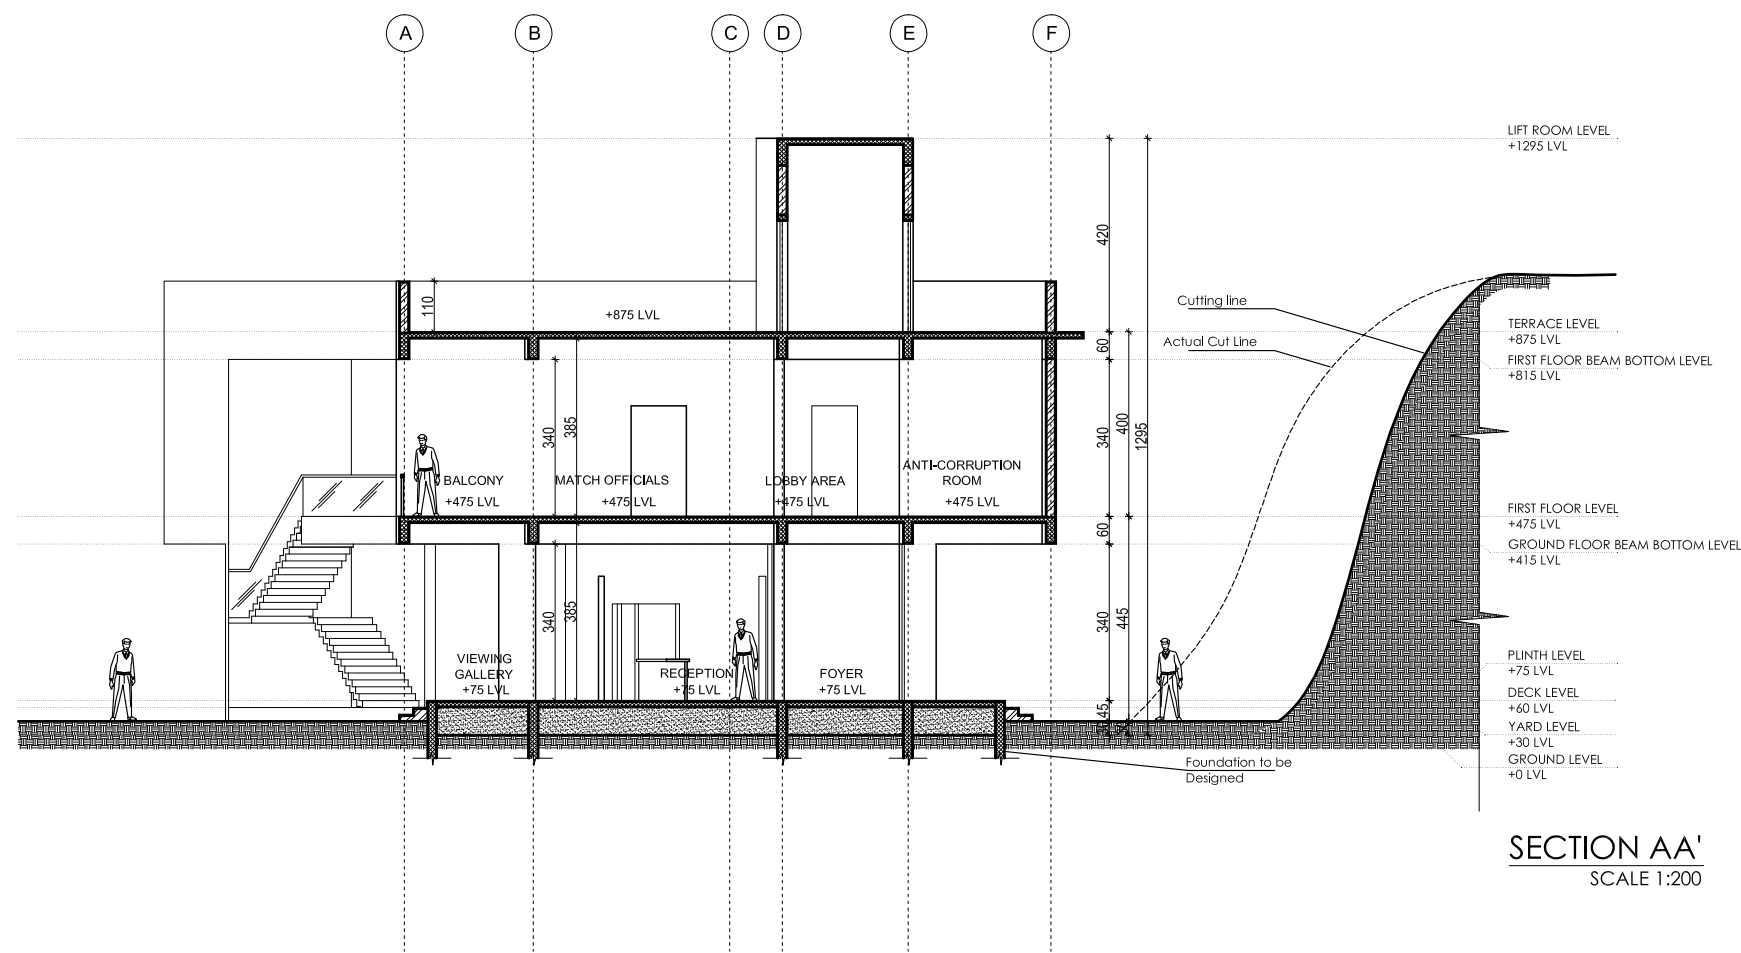 A
B
C
D
E
F
LIFT ROOM LEVEL
+1295 LVL
420
110
+875 LVL
Cutting line
TERRACE LEVEL
+875 LVL
Actual Cut Line
60
FIRST FLOOR BEAM BOTTOM LEVEL
+815 LVL
340
385
340
400
1295
ANTI-CORRUPTION
ROOM
BALCONY
MATCH OFFICIALS
LOBBY AREA
+475 LVL
+475 LVL
+475 LVL
+475 LVL
FIRST FLOOR LEVEL
+475 LVL
60
GROUND FLOOR BEAM BOTTOM LEVEL
+415 LVL
340
385
340
445
VIEWING
GALLERY
+75 LVL
RECEPTION
+75 LVL
FOYER
+75 LVL
PLINTH LEVEL
+75 LVL
DECK LEVEL
+60 LVL
45
YARD LEVEL
+30 LVL
GROUND LEVEL
+0 LVL
Foundation to be
Designed
SECTION AA'
SCALE 1:200